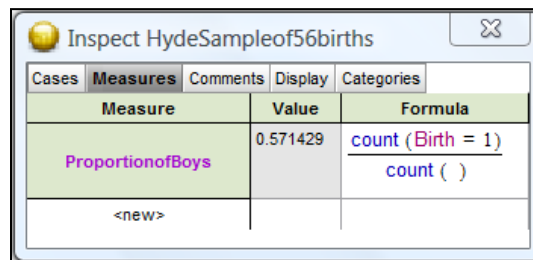 Inspect HydeSampleof56births
Cases Measures Comments Display Categories
Measure Value Formula
ProportionofBoys 0.571429 count (Birth = 1)
count ( )
<new>